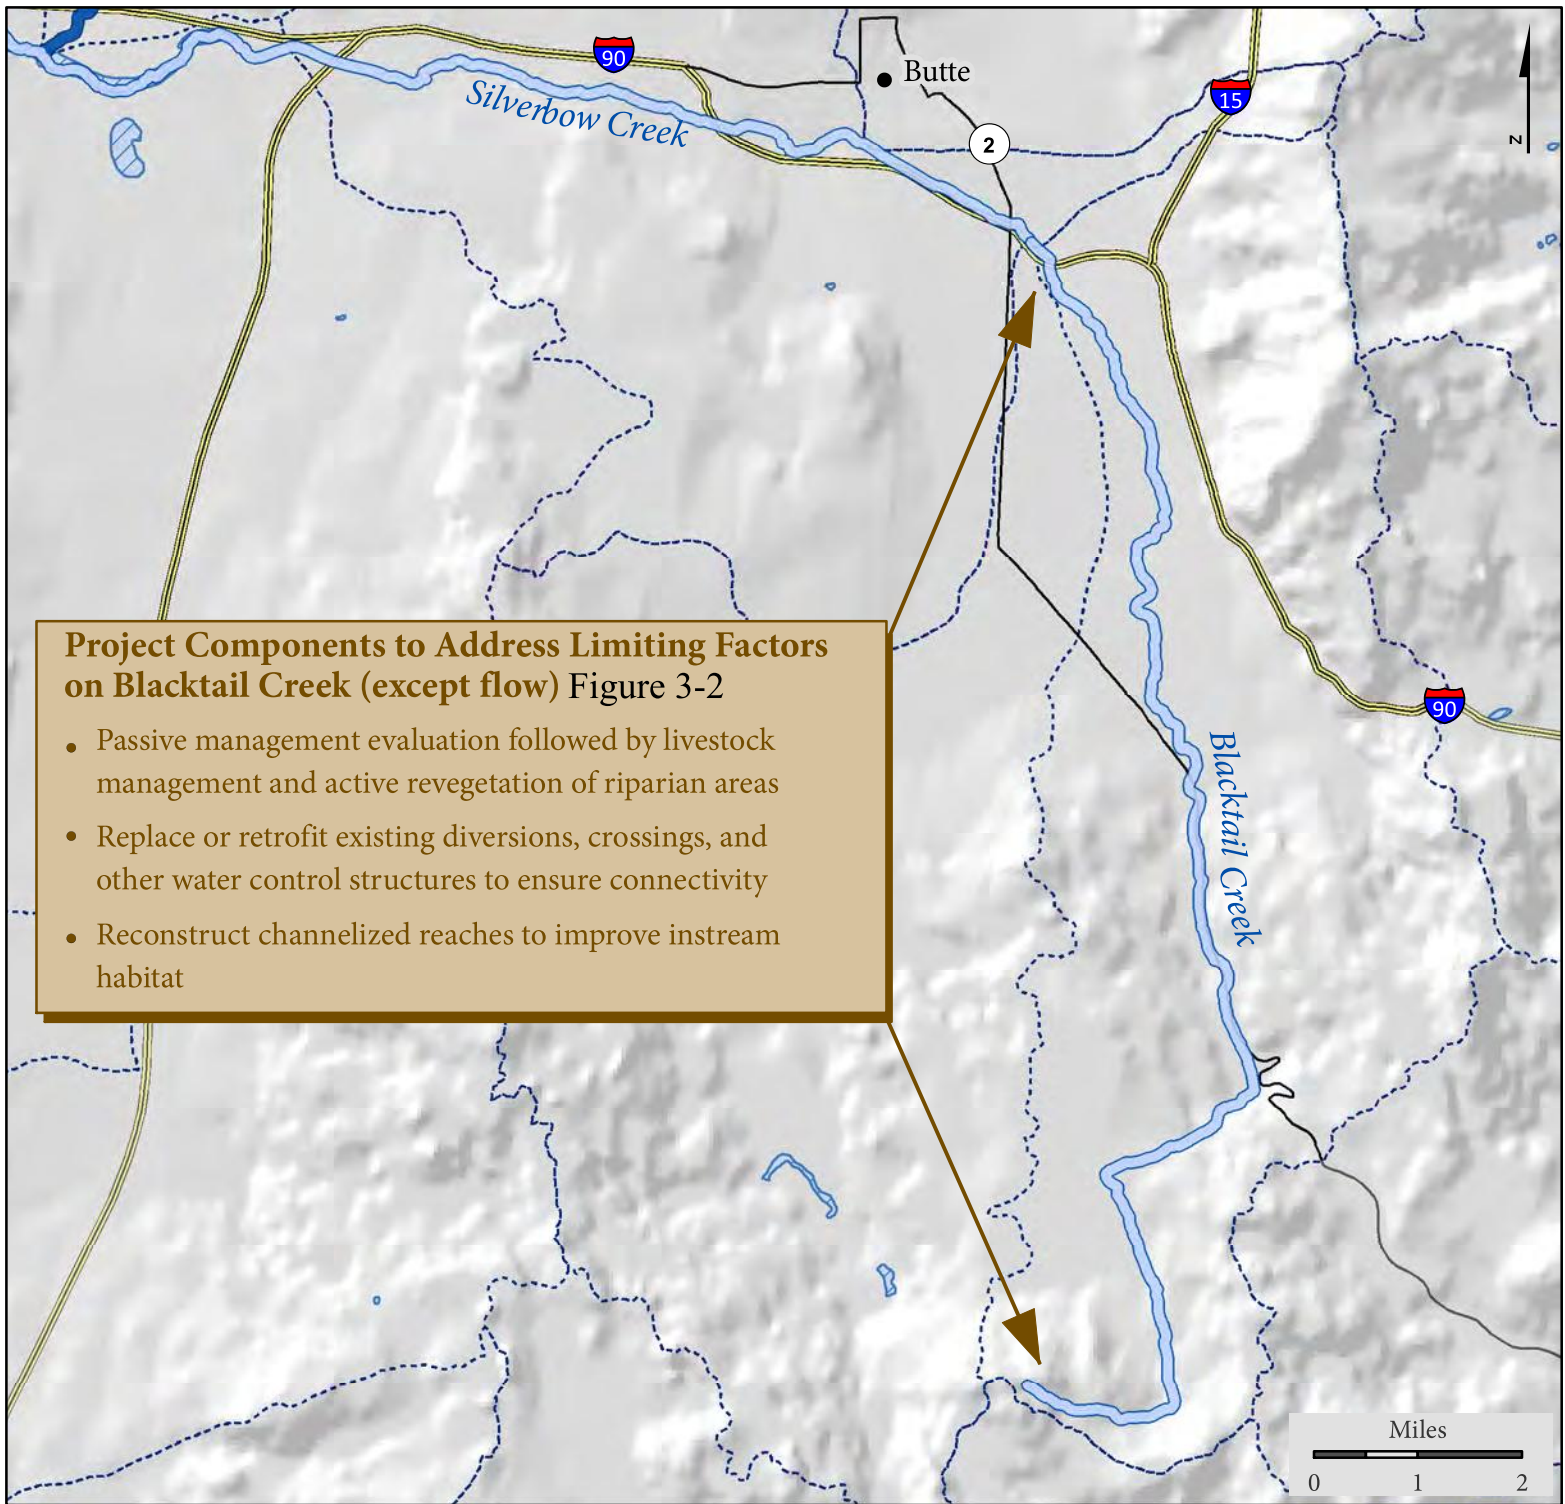 90
Butte
15
Silverbow Creek
2
N
Project Components to Address Limiting Factors
on Blacktail Creek (except flow) Figure 3-2
• Passive management evaluation followed by livestock
management and active revegetation of riparian areas
• Replace or retrofit existing diversions, crossings, and
other water control structures to ensure connectivity
• Reconstruct channelized reaches to improve instream
habitat
90
Blacktail Creek
Miles
0 1 2